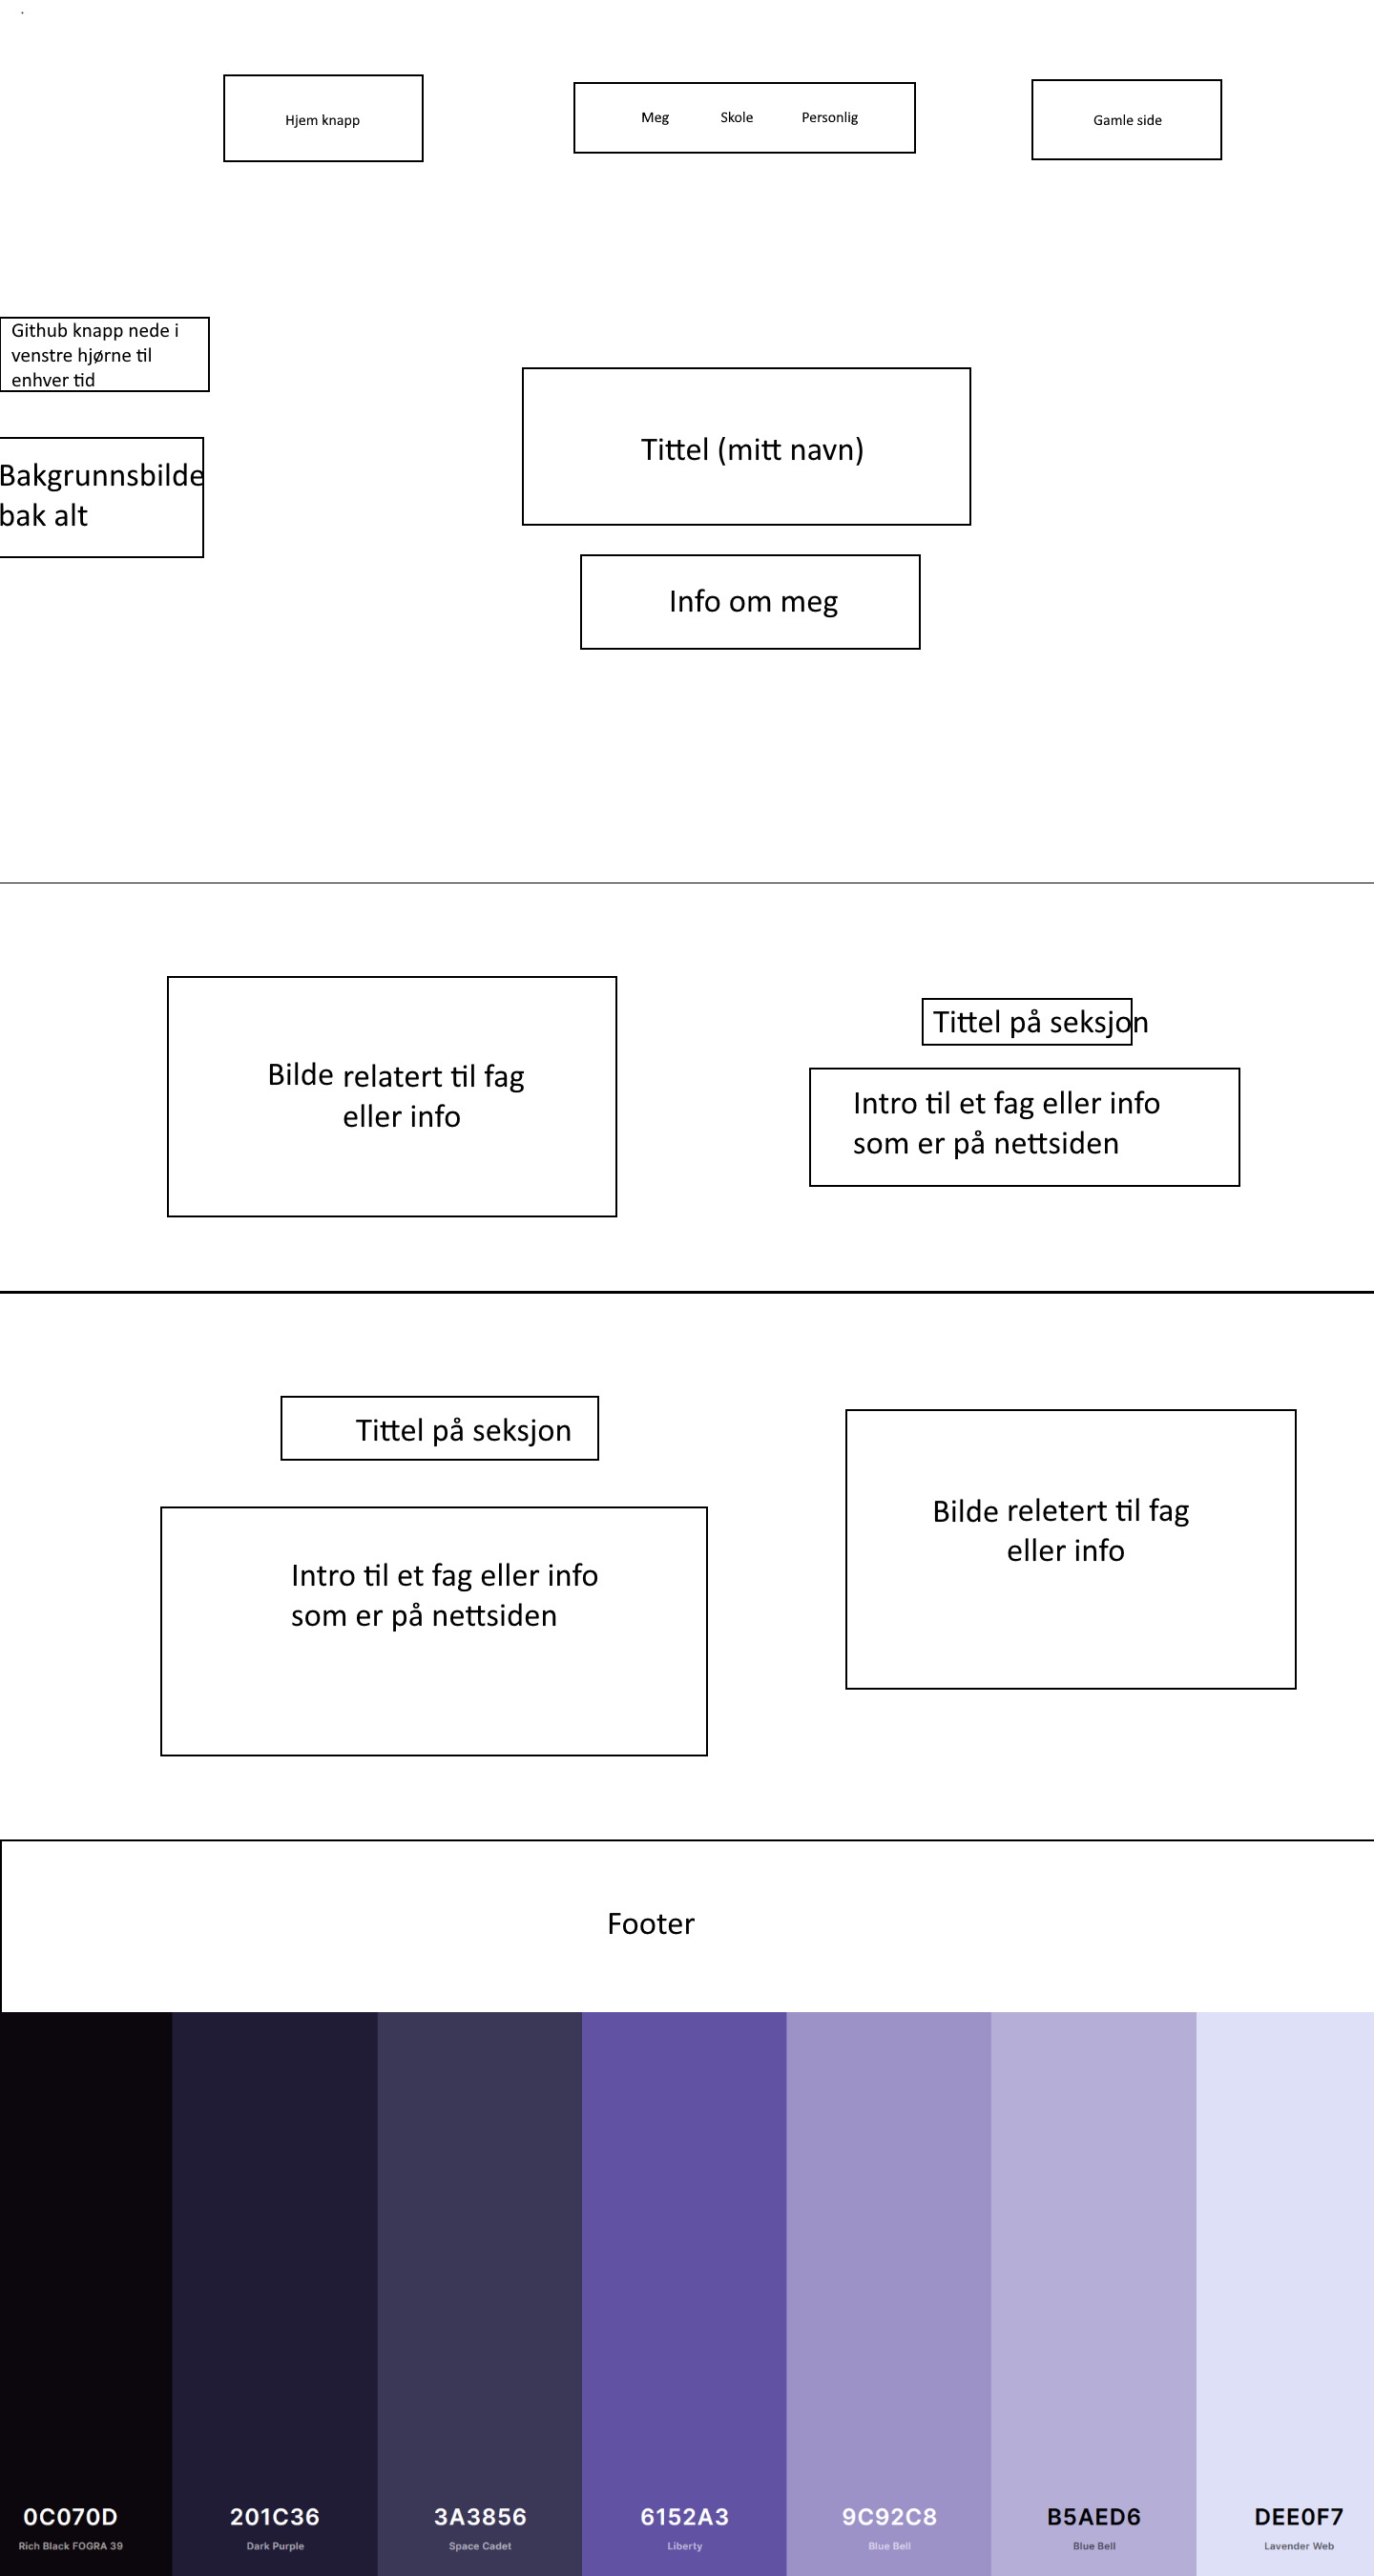 Hjem knapp
Meg Skole Personlig
Gamle side
Github knapp nede i
venstre hjørne til
enhver tid
Bakgrunnsbilde
bak alt
Tittel (mitt navn)
Info om meg
Bilde relatert til fag
eller info
Tittel på seksjon
Intro til et fag eller info
som er på nettsiden
Tittel på seksjon
Intro til et fag eller info
som er på nettsiden
Bilde reletert til fag
eller info
Footer
0C070D
Rich Black FOGRA 39
201C36
Dark Purple
3A3856
Space Cadet
6152A3
Liberty
9C92C8
Blue Bell
B5AED6
Blue Bell
DEE0F7
Lavender Web